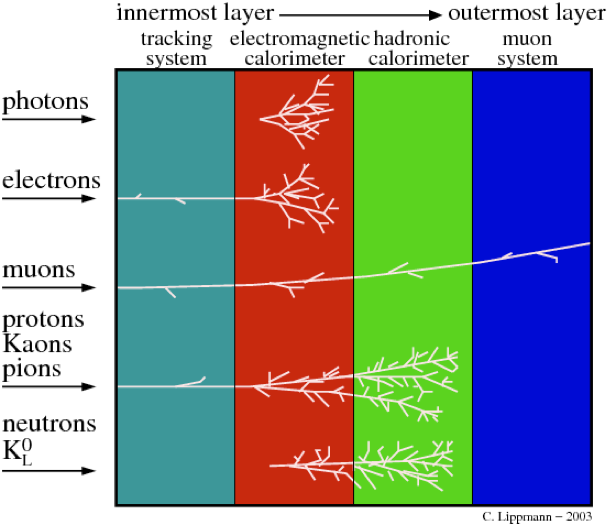 innermost layer
outermost layer
tracking system
electromagnetic calorimeter
hadronic calorimeter
muon system
photons
electrons
muons
protons
Kaons
pions
neutrons
K⁰L
C. Lippmann – 2003